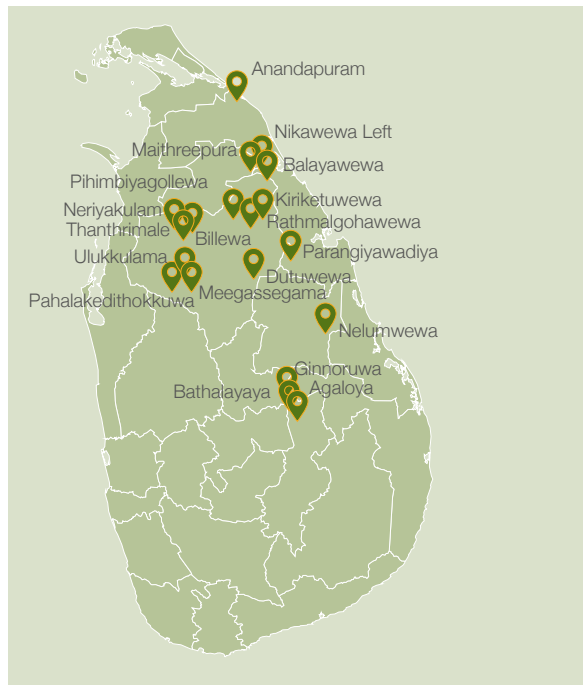 Anandapuram
Nikawewa Left
Maithreepura
Balayawewa
Pihimbiyagollewa
Kiriketuwewa
Neriyakulam
Rathmalgohawewa
Thanthrimale
Billewa
Parangiyawadiya
Ulukkulama
Dutuwewa
Meegassegama
Pahalakedithokkuwa
Nelumwewa
Ginnoruwa
Bathalayaya
Agaloya